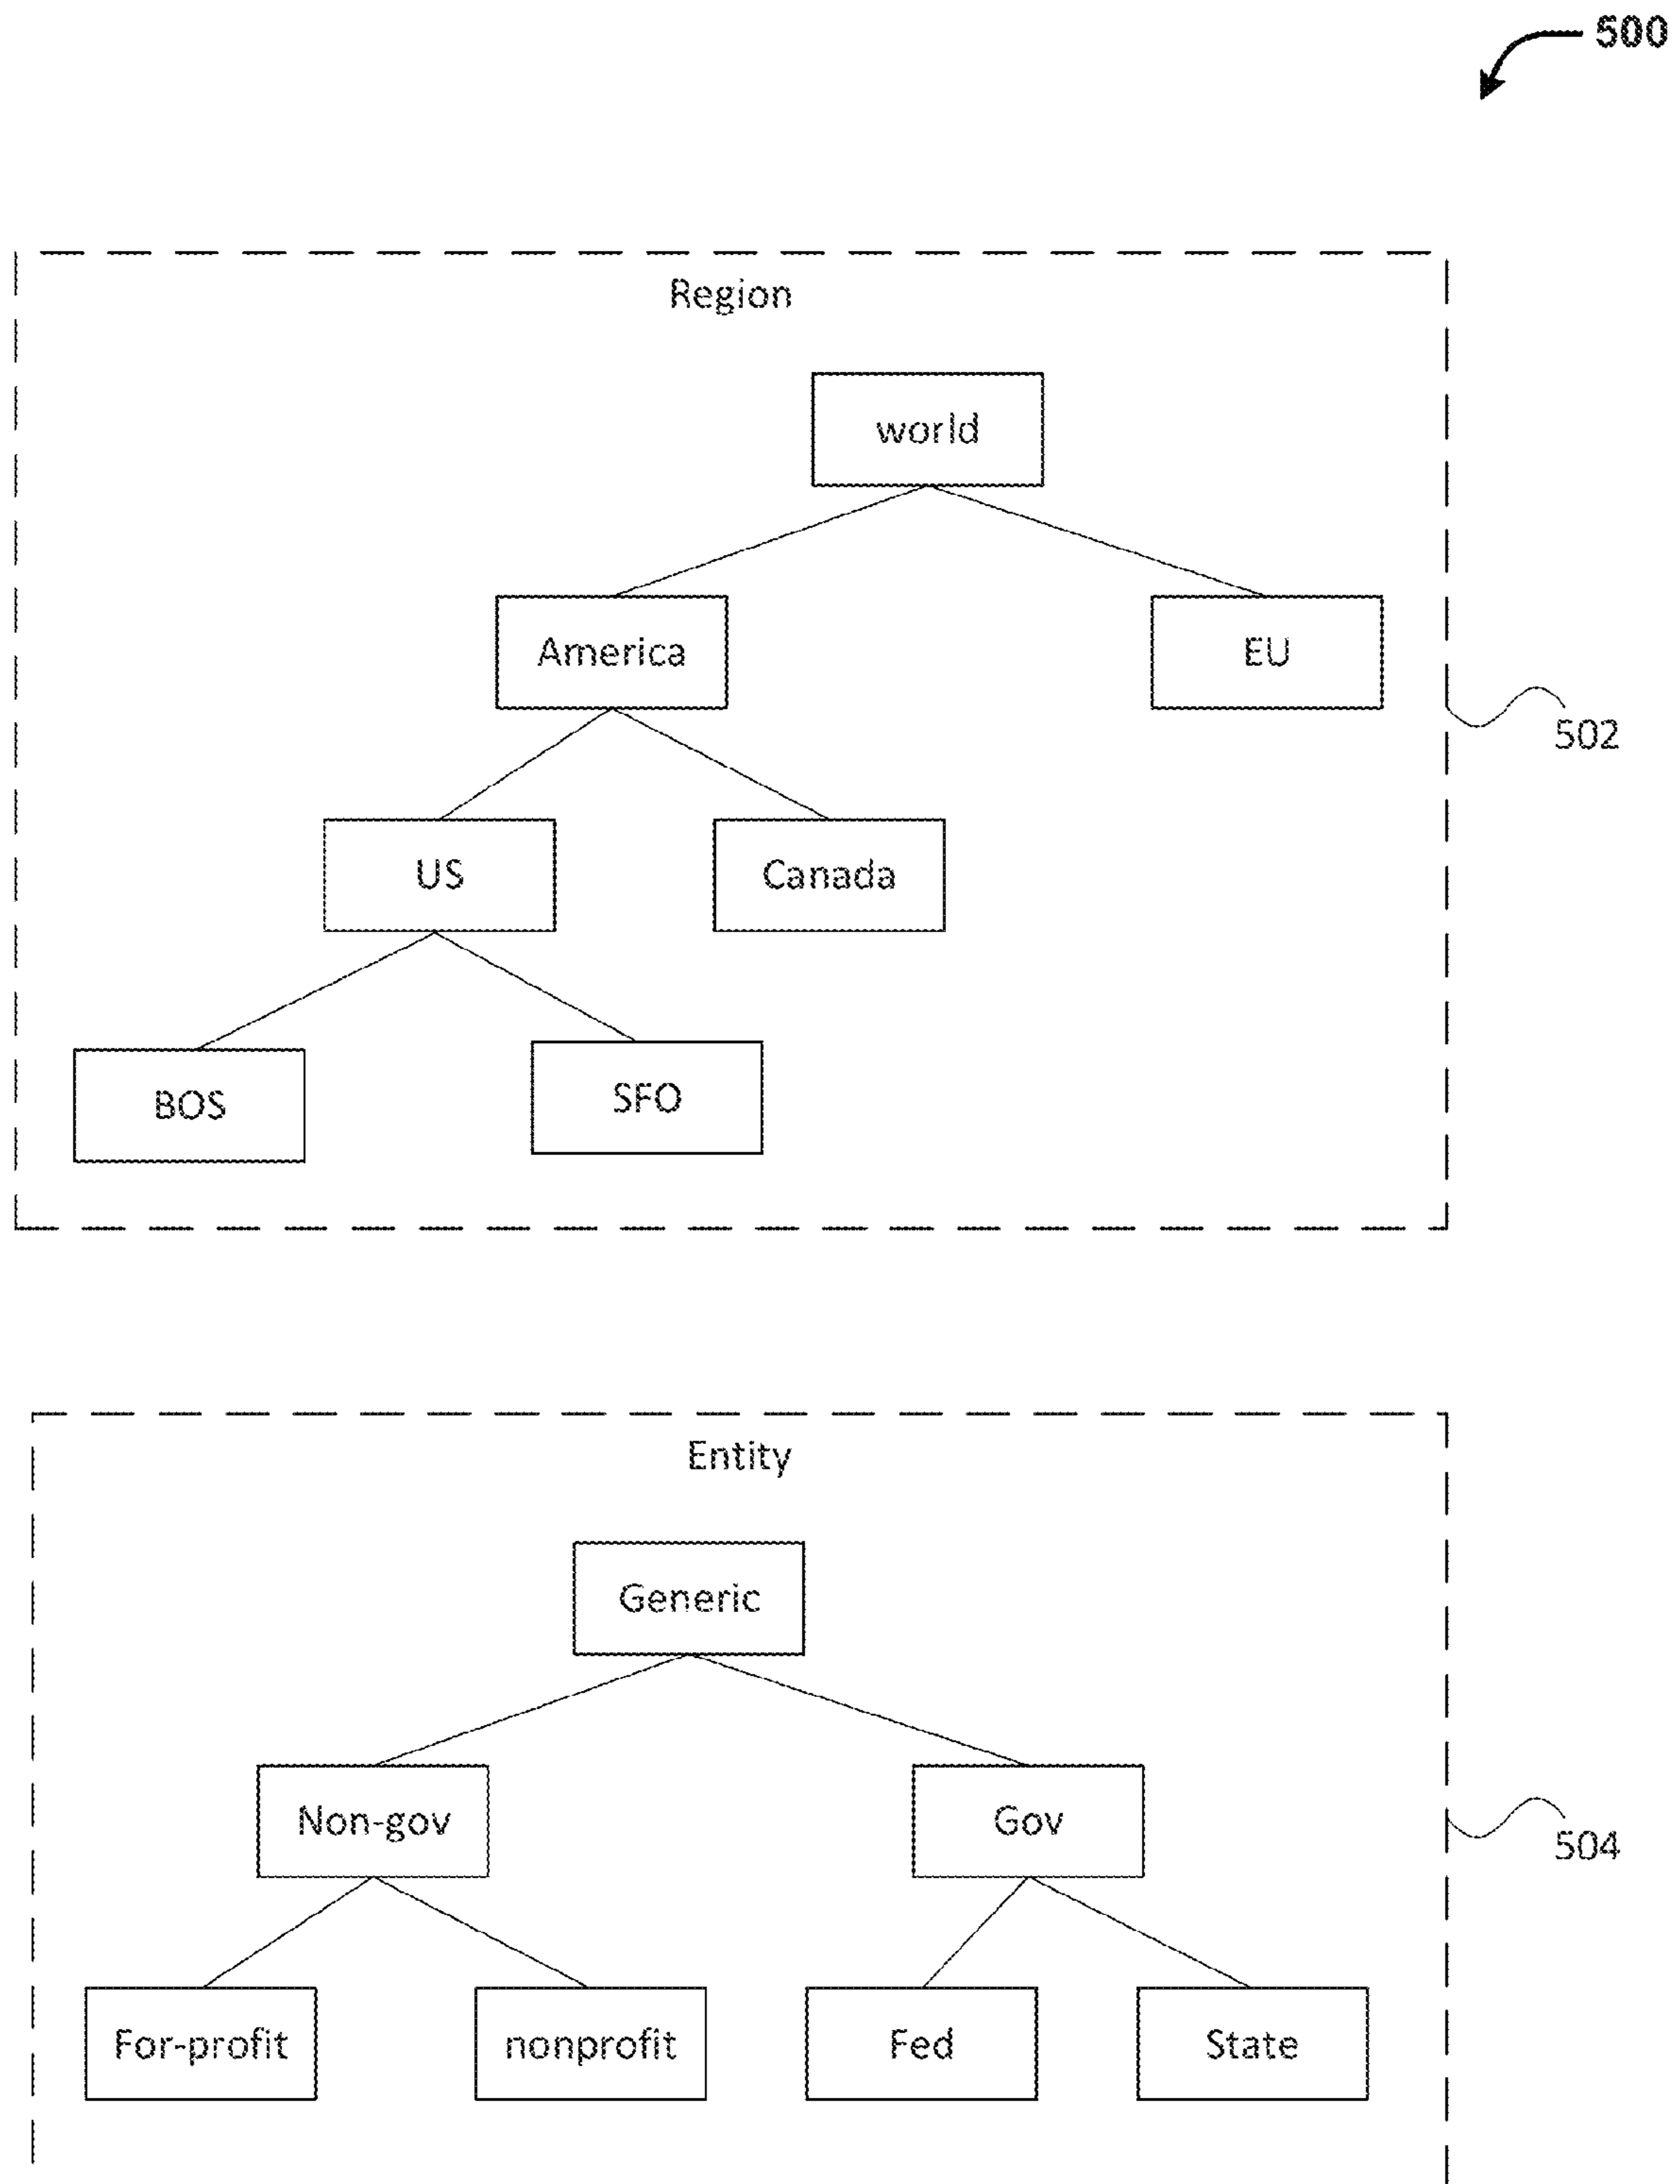 500
Region
world
America
EU
502
US
Canada
BOS
SFO
Entity
Generic
Non-gov
Gov
504
For-profit
nonprofit
Fed
State